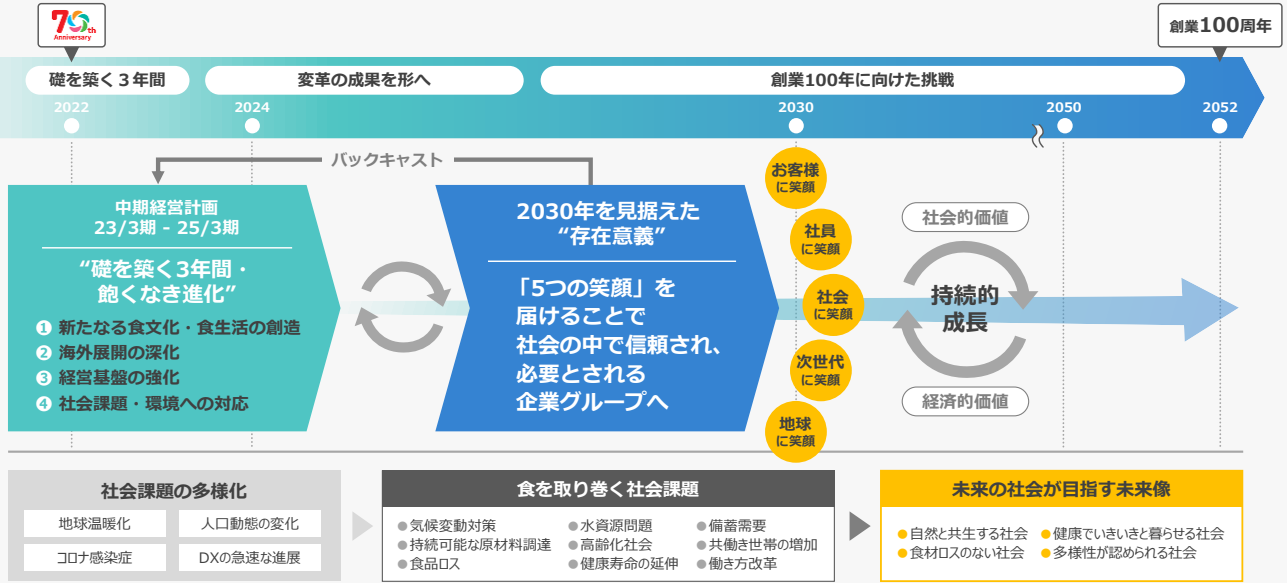 70th
Anniversary
創業100周年
礎を築く３年間
変革の成果を形へ
創業100年に向けた挑戦
2022
2024
2030
2050
2052
バックキャスト
中期経営計画
23/3期 - 25/3期
“礎を築く3年間・
飽くなき進化”
❶ 新たなる食文化・食生活の創造
❷ 海外展開の深化
❸ 経営基盤の強化
❹ 社会課題・環境への対応
2030年を見据えた
“存在意義”
「5つの笑顔」を
届けることで
社会の中で信頼され、
必要とされる
企業グループへ
お客様
に笑顔
社員
に笑顔
社会
に笑顔
次世代
に笑顔
地球
に笑顔
社会的価値
持続的
成長
経済的価値
社会課題の多様化
地球温暖化
人口動態の変化
コロナ感染症
DXの急速な進展
食を取り巻く社会課題
●気候変動対策
●持続可能な原材料調達
●食品ロス
●水資源問題
●高齢化社会
●健康寿命の延伸
●備蓄需要
●共働き世帯の増加
●働き方改革
未来の社会が目指す未来像
●自然と共生する社会
●食材ロスのない社会
●健康でいきいきと暮らせる社会
●多様性が認められる社会